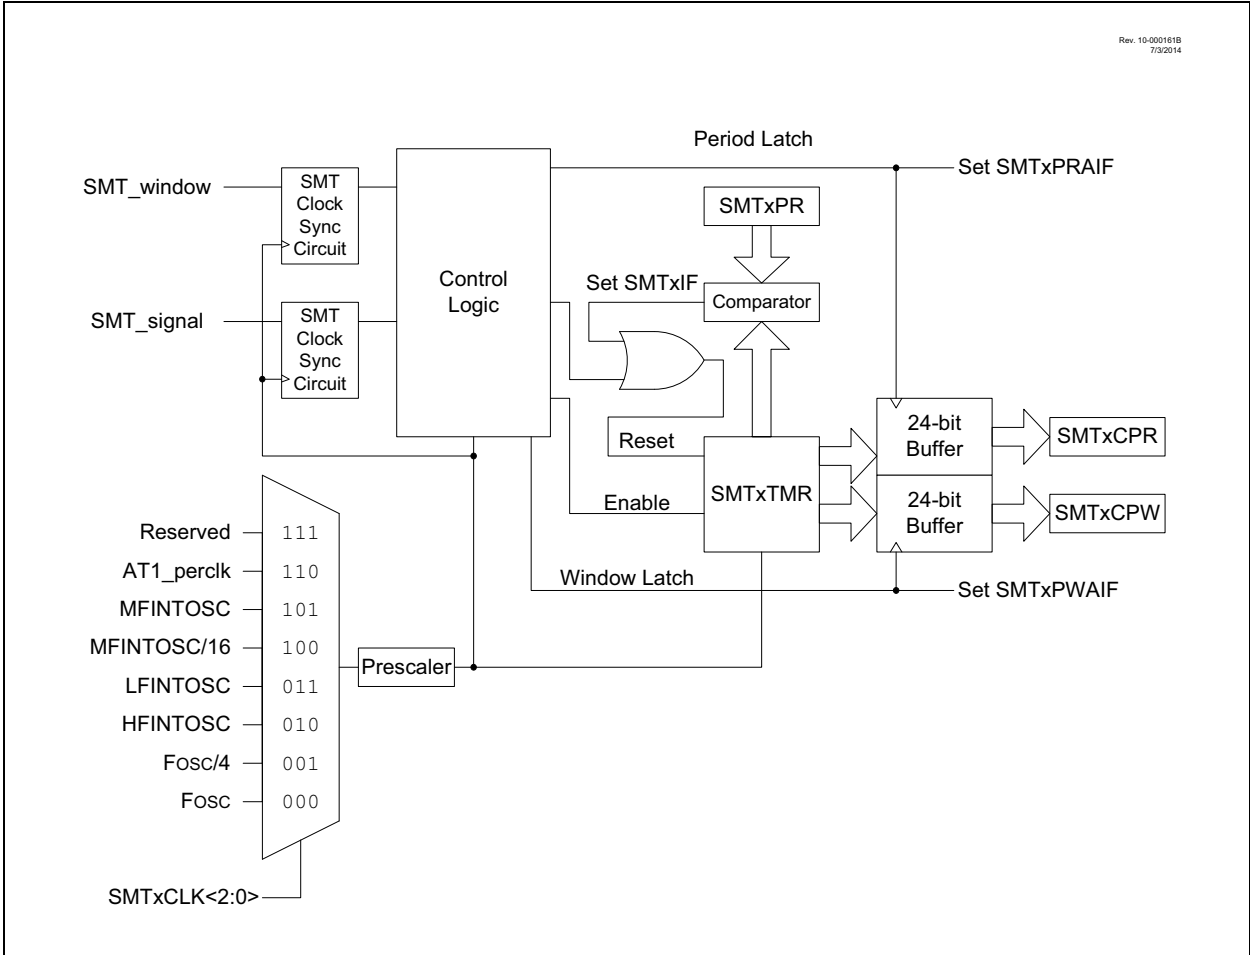 Rev. 10-000161B
7/3/2014
Period Latch
Set SMTxPRAIF
SMT_window
SMT
Clock
Sync
Circuit
SMTxPR
Control
Logic
Set SMTxIF
Comparator
SMT_signal
SMT
Clock
Sync
Circuit
24-bit
Buffer
SMTxCPR
Reset
SMTxTMR
Enable
24-bit
Buffer
SMTxCPW
Window Latch
Set SMTxPWAIF
Reserved 111
AT1_perclk 110
MFINTOSC 101
MFINTOSC/16 100
Prescaler
LFINTOSC 011
HFINTOSC 010
FOSC/4 001
FOSC 000
SMTxCLK<2:0>